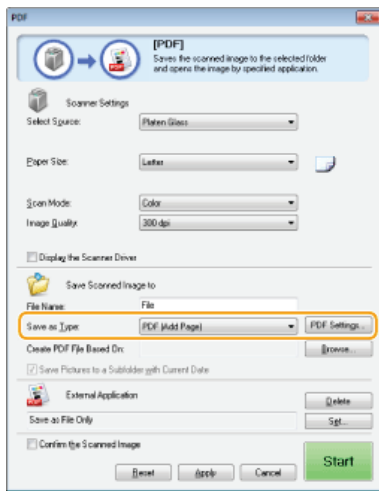 PDF
[PDF]
Saves the scanned image to the selected folder
and opens the image by specified application.
Scanner Settings
Select Source: Platen Glass
Paper Size: Letter
Scan Mode: Color
Image Quality: 300 dpi
Display the Scanner Driver
Save Scanned Image to
File Name: File
Save as Type: PDF (Add Page) PDF Settings...
Create PDF File Based On: Browse...
Save Pictures to a Subfolder with Current Date
External Application Delete
Save as File Only Set...
Confirm the Scanned Image
Start
Reset Apply Cancel